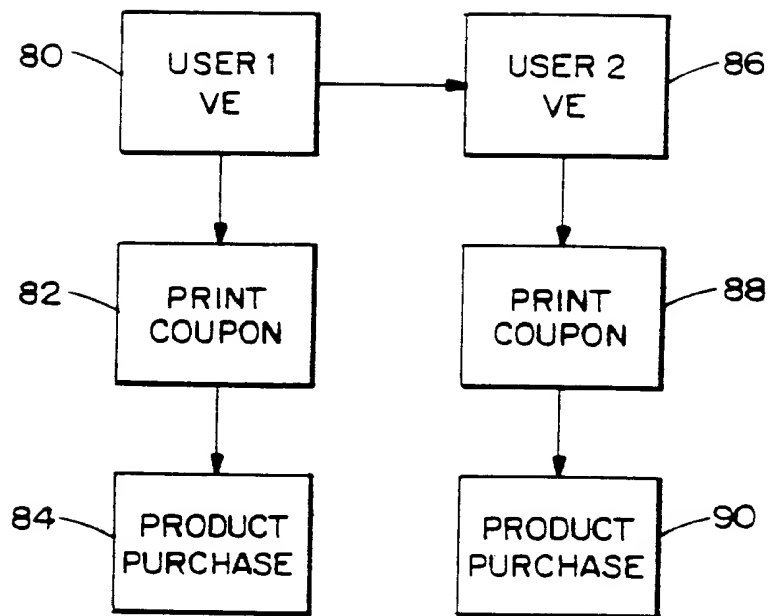 80
USER 1
VE
USER 2
VE
86
82
PRINT
COUPON
PRINT
COUPON
88
84
PRODUCT
PURCHASE
PRODUCT
PURCHASE
90